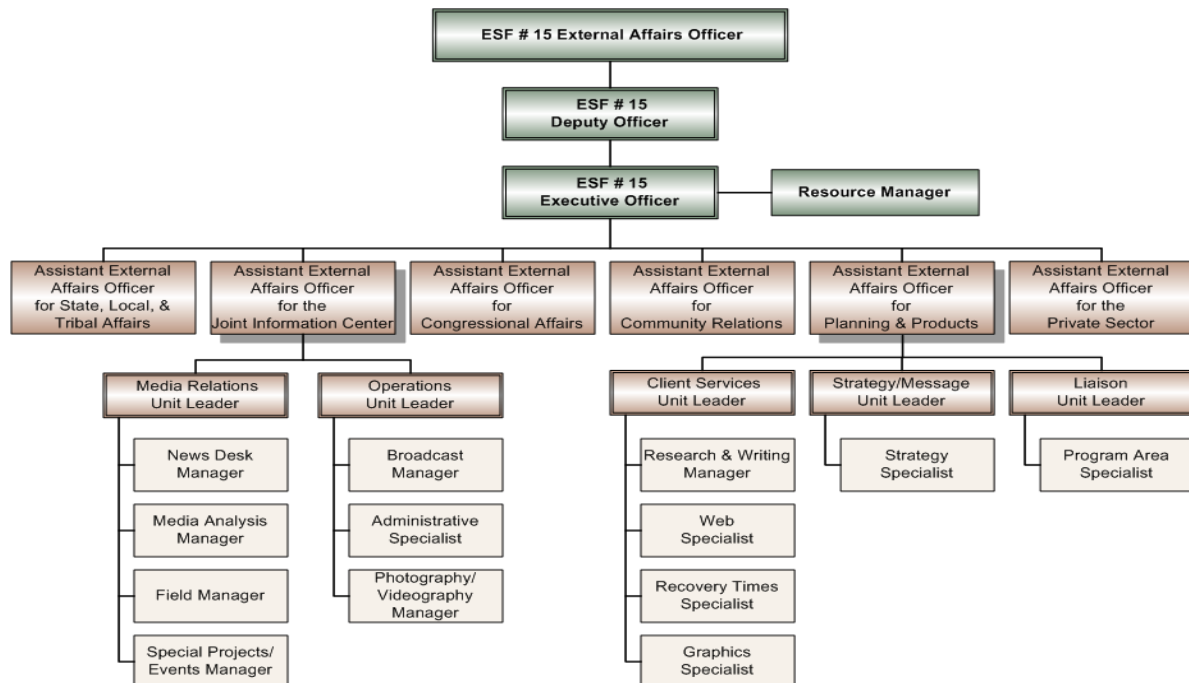 ESF # 15 External Affairs Officer
ESF # 15
Deputy Officer
ESF # 15
Executive Officer
Resource Manager
Assistant External
Affairs Officer
for State, Local, &
Tribal Affairs
Assistant External
Affairs Officer
for the
Joint Information Center
Assistant External
Affairs Officer
for
Congressional Affairs
Assistant External
Affairs Officer
for
Community Relations
Assistant External
Affairs Officer
for
Planning & Products
Assistant External
Affairs Officer
for the
Private Sector
Media Relations
Unit Leader
News Desk
Manager
Media Analysis
Manager
Field Manager
Special Projects/
Events Manager
Operations
Unit Leader
Broadcast
Manager
Administrative
Specialist
Photography/
Videography
Manager
Client Services
Unit Leader
Research & Writing
Manager
Web
Specialist
Recovery Times
Specialist
Graphics
Specialist
Strategy/Message
Unit Leader
Strategy
Specialist
Liaison
Unit Leader
Program Area
Specialist